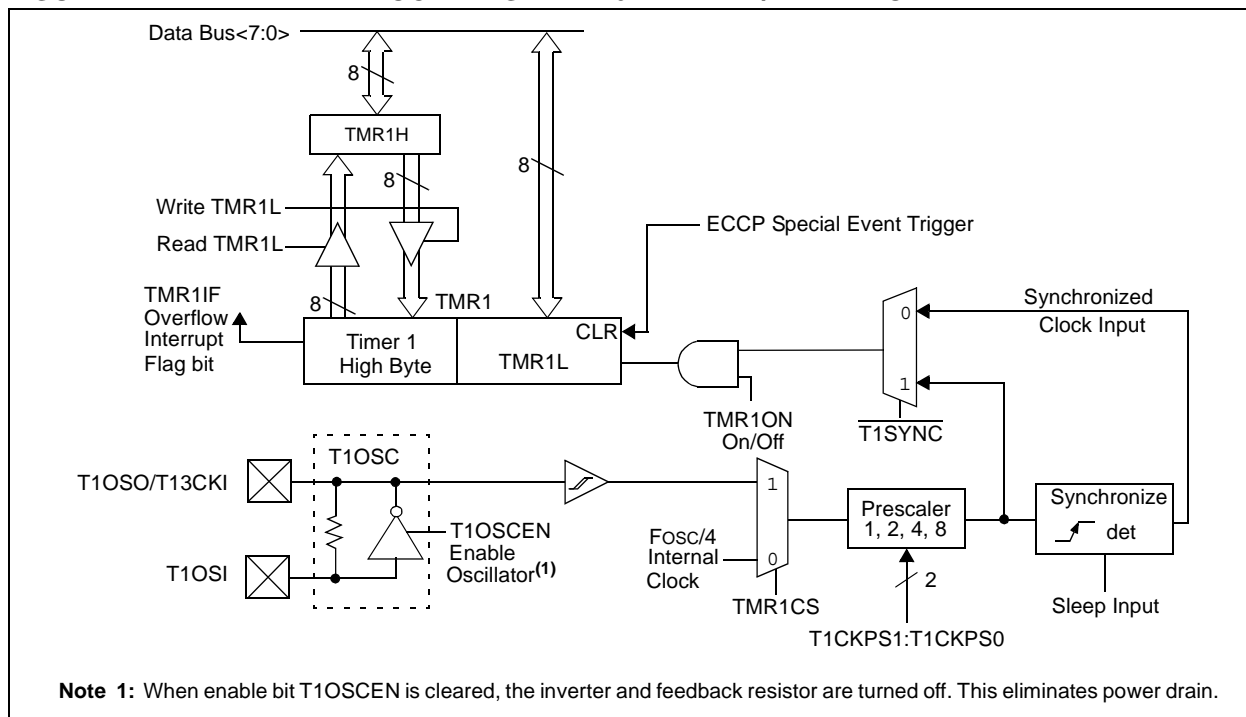 Data Bus<7:0>
8
TMR1H
8
8
Write TMR1L
Read TMR1L
ECCP Special Event Trigger
TMR1IF
Overflow
Interrupt
Flag bit
8
TMR1
Timer 1
High Byte
TMR1L
CLR
0
1
Synchronized
Clock Input
TMR1ON
On/Off
T1SYNC
T1OSC
T1OSO/T13CKI
T1OSI
T1OSCEN
Enable
Oscillator(1)
FOSC/4
Internal
Clock
1
0
TMR1CS
Prescaler
1, 2, 4, 8
2
T1CKPS1:T1CKPS0
Synchronize
det
Sleep Input
Note 1: When enable bit T1OSCEN is cleared, the inverter and feedback resistor are turned off. This eliminates power drain.